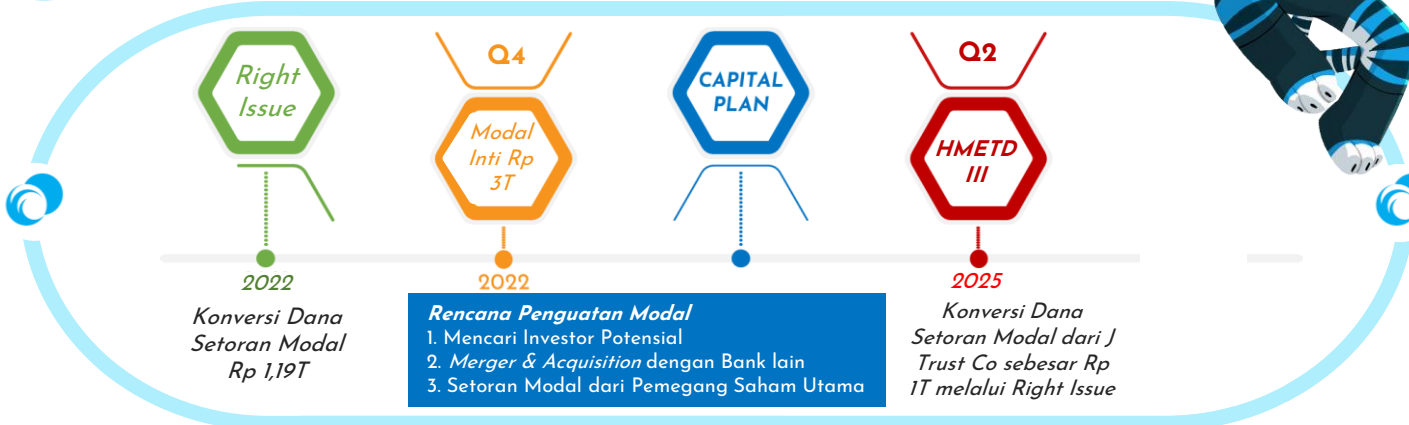 Right
Issue
2022
Konversi Dana
Setoran Modal
Rp 1,19T
Q4
Modal
Inti Rp
3T
2022
CAPITAL
PLAN
Rencana Penguatan Modal
1. Mencari Investor Potensial
2. Merger & Acquisition dengan Bank lain
3. Setoran Modal dari Pemegang Saham Utama
Q2
HMETD
III
2025
Konversi Dana
Setoran Modal dari J
Trust Co sebesar Rp
1T melalui Right Issue